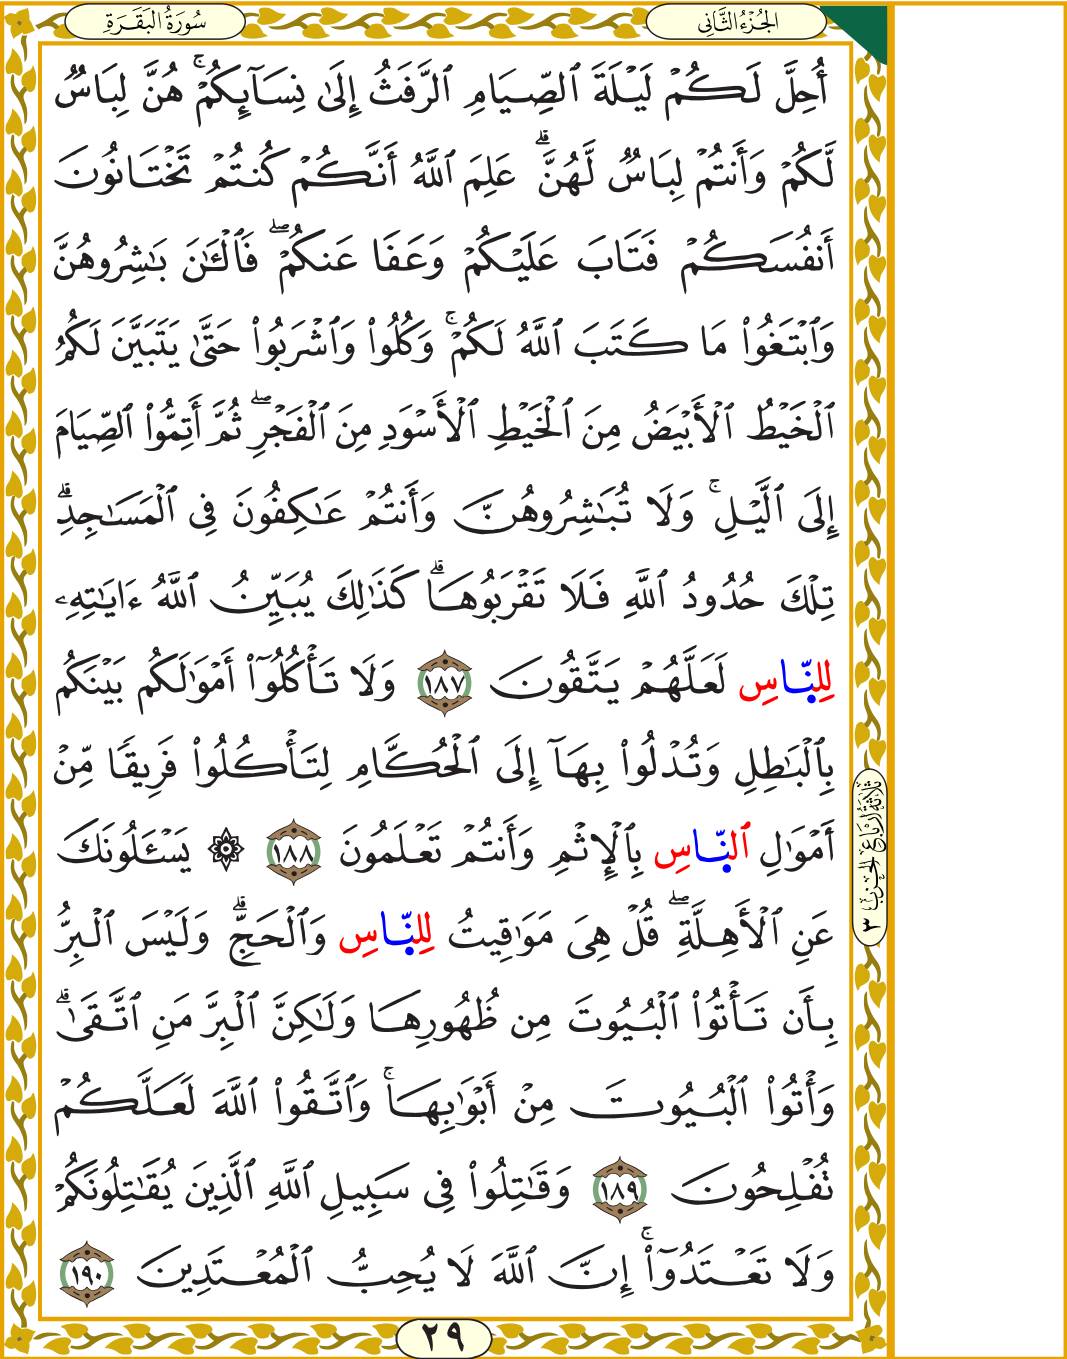 سُورَةُ البَقَرَةِ
الجُزْءُ الثَّانِي
أُحِلَّ لَكُمْ لَيْلَةَ ٱلصِّيَامِ ٱلرَّفَثُ إِلَىٰ نِسَآئِكُمْۚ هُنَّ لِبَاسٌ
لَّكُمْ وَأَنتُمْ لِبَاسٌ لَّهُنَّۗ عَلِمَ ٱللَّهُ أَنَّكُمْ كُنتُمْ تَخْتَانُونَ
أَنفُسَكُمْ فَتَابَ عَلَيْكُمْ وَعَفَا عَنكُمْۖ فَٱلْـَٰٔنَ بَـٰشِرُوهُنَّ
وَٱبْتَغُوا۟ مَا كَتَبَ ٱللَّهُ لَكُمْۚ وَكُلُوا۟ وَٱشْرَبُوا۟ حَتَّىٰ يَتَبَيَّنَ لَكُمُ
ٱلْخَيْطُ ٱلْأَبْيَضُ مِنَ ٱلْخَيْطِ ٱلْأَسْوَدِ مِنَ ٱلْفَجْرِۖ ثُمَّ أَتِمُّوا۟ ٱلصِّيَامَ
إِلَى ٱلَّيْلِۚ وَلَا تُبَـٰشِرُوهُنَّ وَأَنتُمْ عَـٰكِفُونَ فِى ٱلْمَسَـٰجِدِۗ
تِلْكَ حُدُودُ ٱللَّهِ فَلَا تَقْرَبُوهَاۗ كَذَٰلِكَ يُبَيِّنُ ٱللَّهُ ءَايَـٰتِهِۦ
لِلنَّاسِ لَعَلَّهُمْ يَتَّقُونَ ١٨٧ وَلَا تَأْكُلُوٓا۟ أَمْوَٰلَكُم بَيْنَكُم
بِٱلْبَـٰطِلِ وَتُدْلُوا۟ بِهَآ إِلَى ٱلْحُكَّامِ لِتَأْكُلُوا۟ فَرِيقًا مِّنْ
أَمْوَٰلِ ٱلنَّاسِ بِٱلْإِثْمِ وَأَنتُمْ تَعْلَمُونَ ١٨٨ ۞ يَسْـَٔلُونَكَ
عَنِ ٱلْأَهِلَّةِۖ قُلْ هِىَ مَوَٰقِيتُ لِلنَّاسِ وَٱلْحَجِّۗ وَلَيْسَ ٱلْبِرُّ
بِأَن تَأْتُوا۟ ٱلْبُيُوتَ مِن ظُهُورِهَا وَلَـٰكِنَّ ٱلْبِرَّ مَنِ ٱتَّقَىٰۗ
وَأْتُوا۟ ٱلْبُيُوتَ مِنْ أَبْوَٰبِهَاۚ وَٱتَّقُوا۟ ٱللَّهَ لَعَلَّكُمْ
تُفْلِحُونَ ١٨٩ وَقَـٰتِلُوا۟ فِى سَبِيلِ ٱللَّهِ ٱلَّذِينَ يُقَـٰتِلُونَكُمْ
وَلَا تَعْتَدُوٓا۟ۚ إِنَّ ٱللَّهَ لَا يُحِبُّ ٱلْمُعْتَدِينَ ١٩٠
ثَلَاثَةُ أَرْبَاعِ الحِزْبِ ٣
٢٩